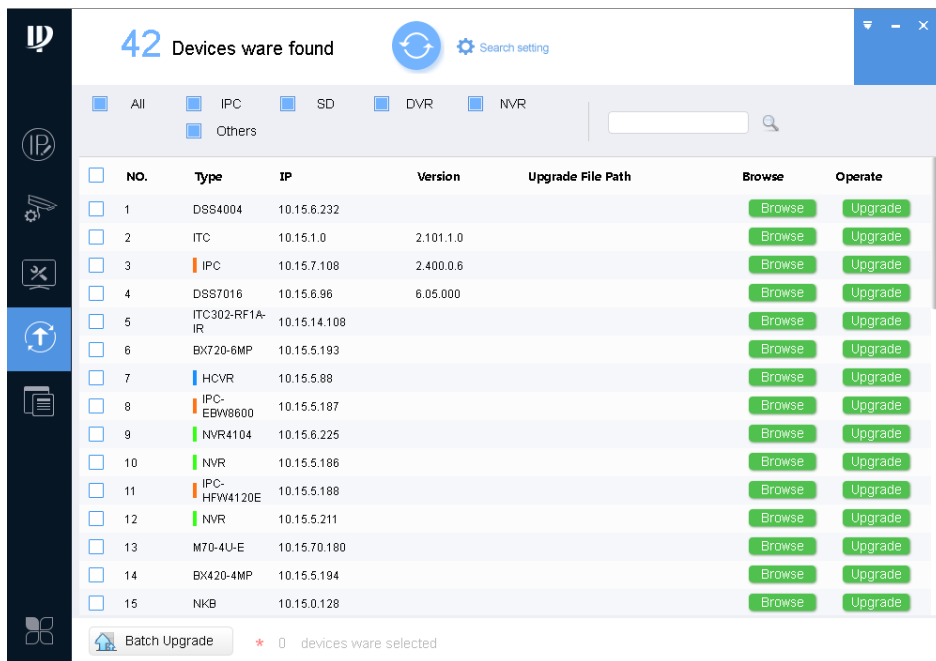 42 Devices ware found
Search setting
All IPC SD DVR NVR
Others
NO. Type IP Version Upgrade File Path Browse Operate
1 DSS4004 10.15.6.232 Browse Upgrade
2 ITC 10.15.1.0 2.101.1.0 Browse Upgrade
3 IPC 10.15.7.108 2.400.0.6 Browse Upgrade
4 DSS7016 10.15.6.96 6.05.000 Browse Upgrade
5 ITC302-RF1A-IR 10.15.14.108 Browse Upgrade
6 BX720-6MP 10.15.5.193 Browse Upgrade
7 HCVR 10.15.5.88 Browse Upgrade
8 IPC-EBW8600 10.15.5.187 Browse Upgrade
9 NVR4104 10.15.6.225 Browse Upgrade
10 NVR 10.15.5.186 Browse Upgrade
11 IPC-HFW4120E 10.15.5.188 Browse Upgrade
12 NVR 10.15.5.211 Browse Upgrade
13 M70-4U-E 10.15.70.180 Browse Upgrade
14 BX420-4MP 10.15.5.194 Browse Upgrade
15 NKB 10.15.0.128 Browse Upgrade
Batch Upgrade * 0 devices ware selected
IP